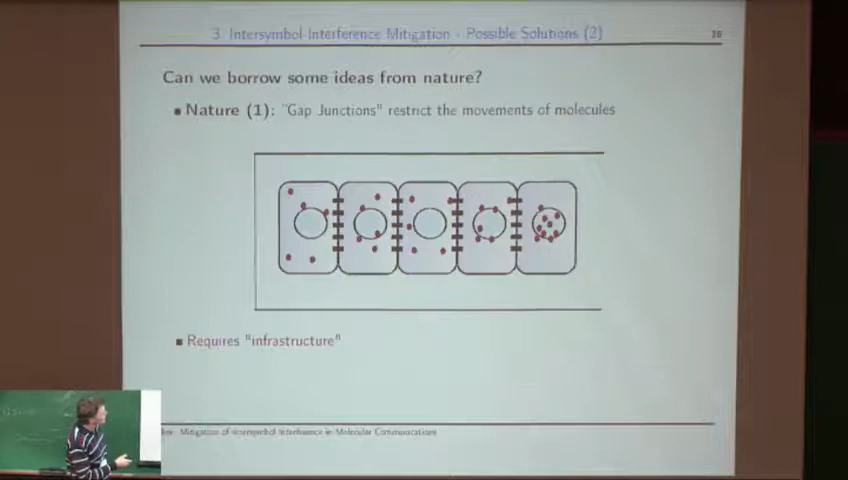 3 Intersymbol Interference Mitigation - Possible Solutions (2)
Can we borrow some ideas from nature?
Nature (1): "Gap Junctions" restrict the movements of molecules
Requires "infrastructure"
Mitigation of Intersymbol Interference in Molecular Communications